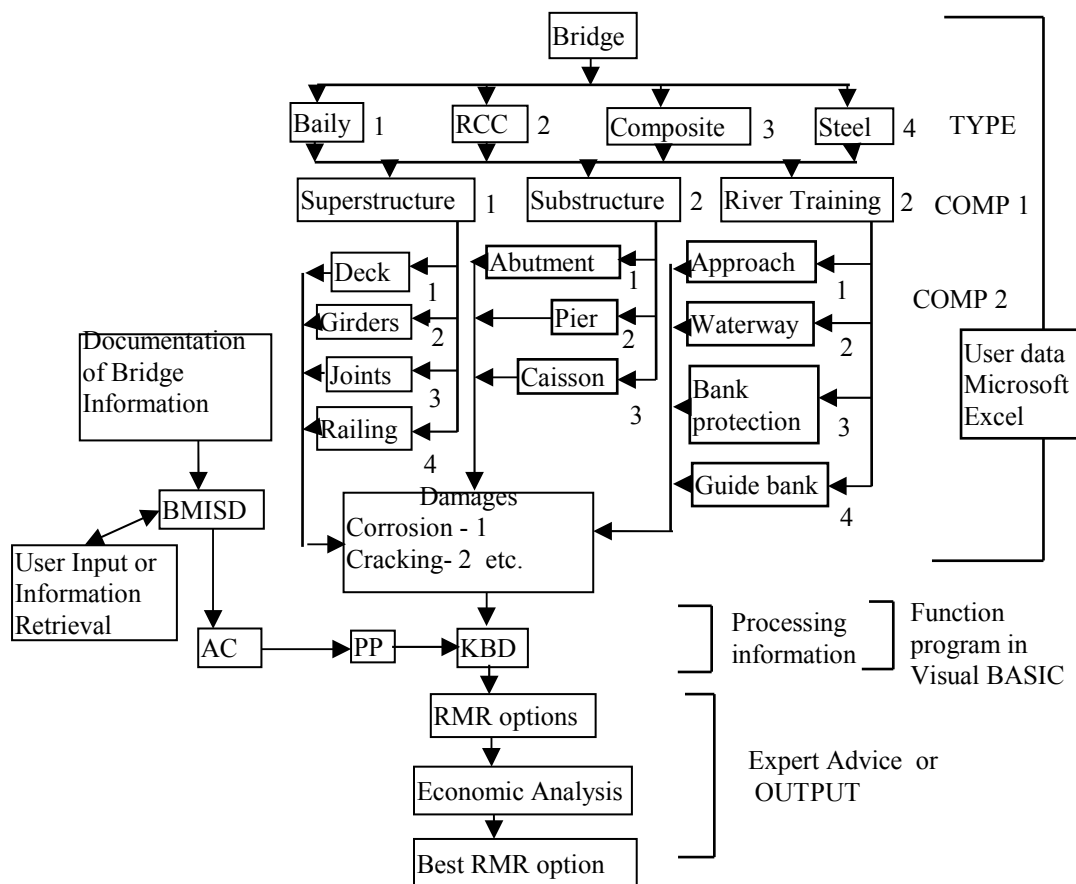 Bridge
Baily 1 RCC 2 Composite 3 Steel 4 TYPE
Superstructure 1 Substructure 2 River Training 2 COMP 1
Deck 1
Girders 2
Joints 3
Railing 4
Abutment 1
Pier 2
Caisson 3
Approach 1
Waterway 2
Bank
protection 3
Guide bank 4
COMP 2
User data
Microsoft
Excel
Documentation
of Bridge
Information
BMISD
User Input or
Information
Retrieval
Damages
Corrosion - 1
Cracking- 2 etc.
AC PP KBD
Processing
information
Function
program in
Visual BASIC
RMR options
Economic Analysis
Best RMR option
Expert Advice or
OUTPUT